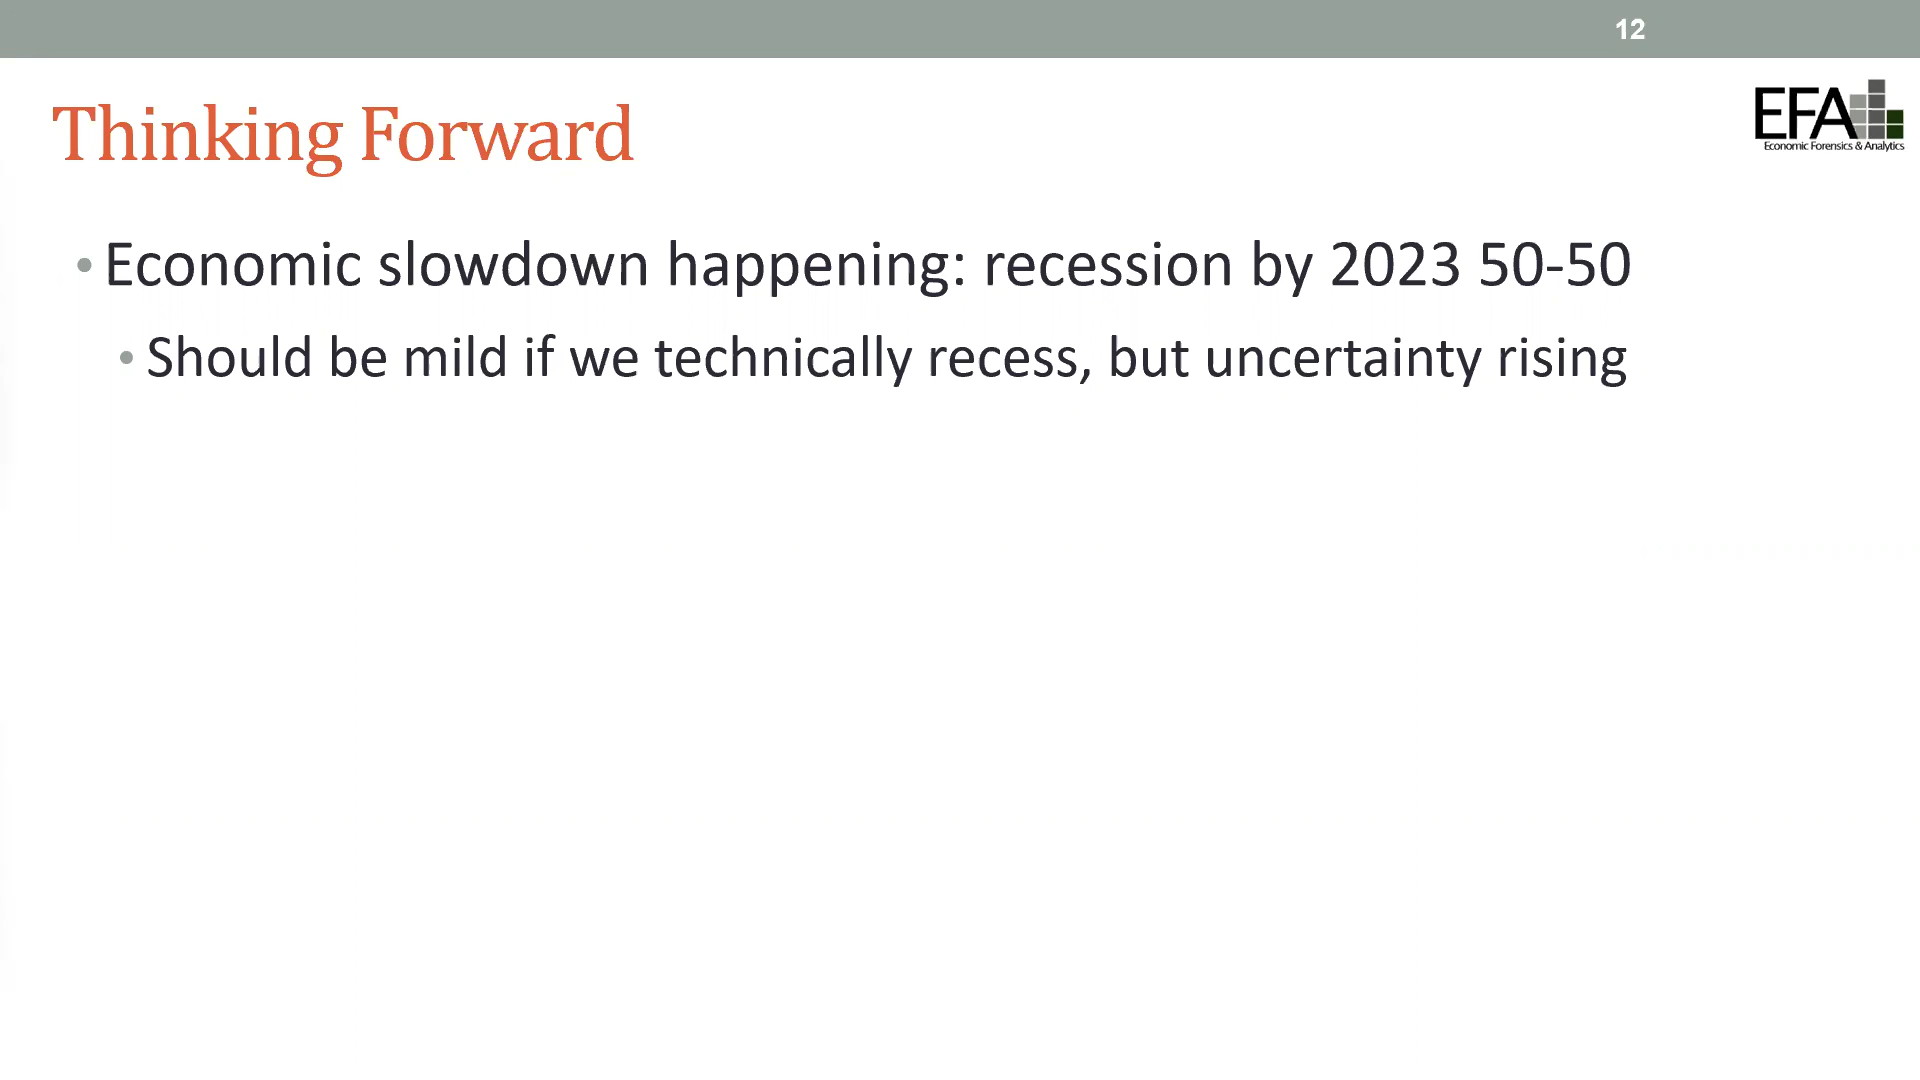 12
Thinking Forward
EFA
Economic Forensics & Analytics
• Economic slowdown happening: recession by 2023 50-50
• Should be mild if we technically recess, but uncertainty rising